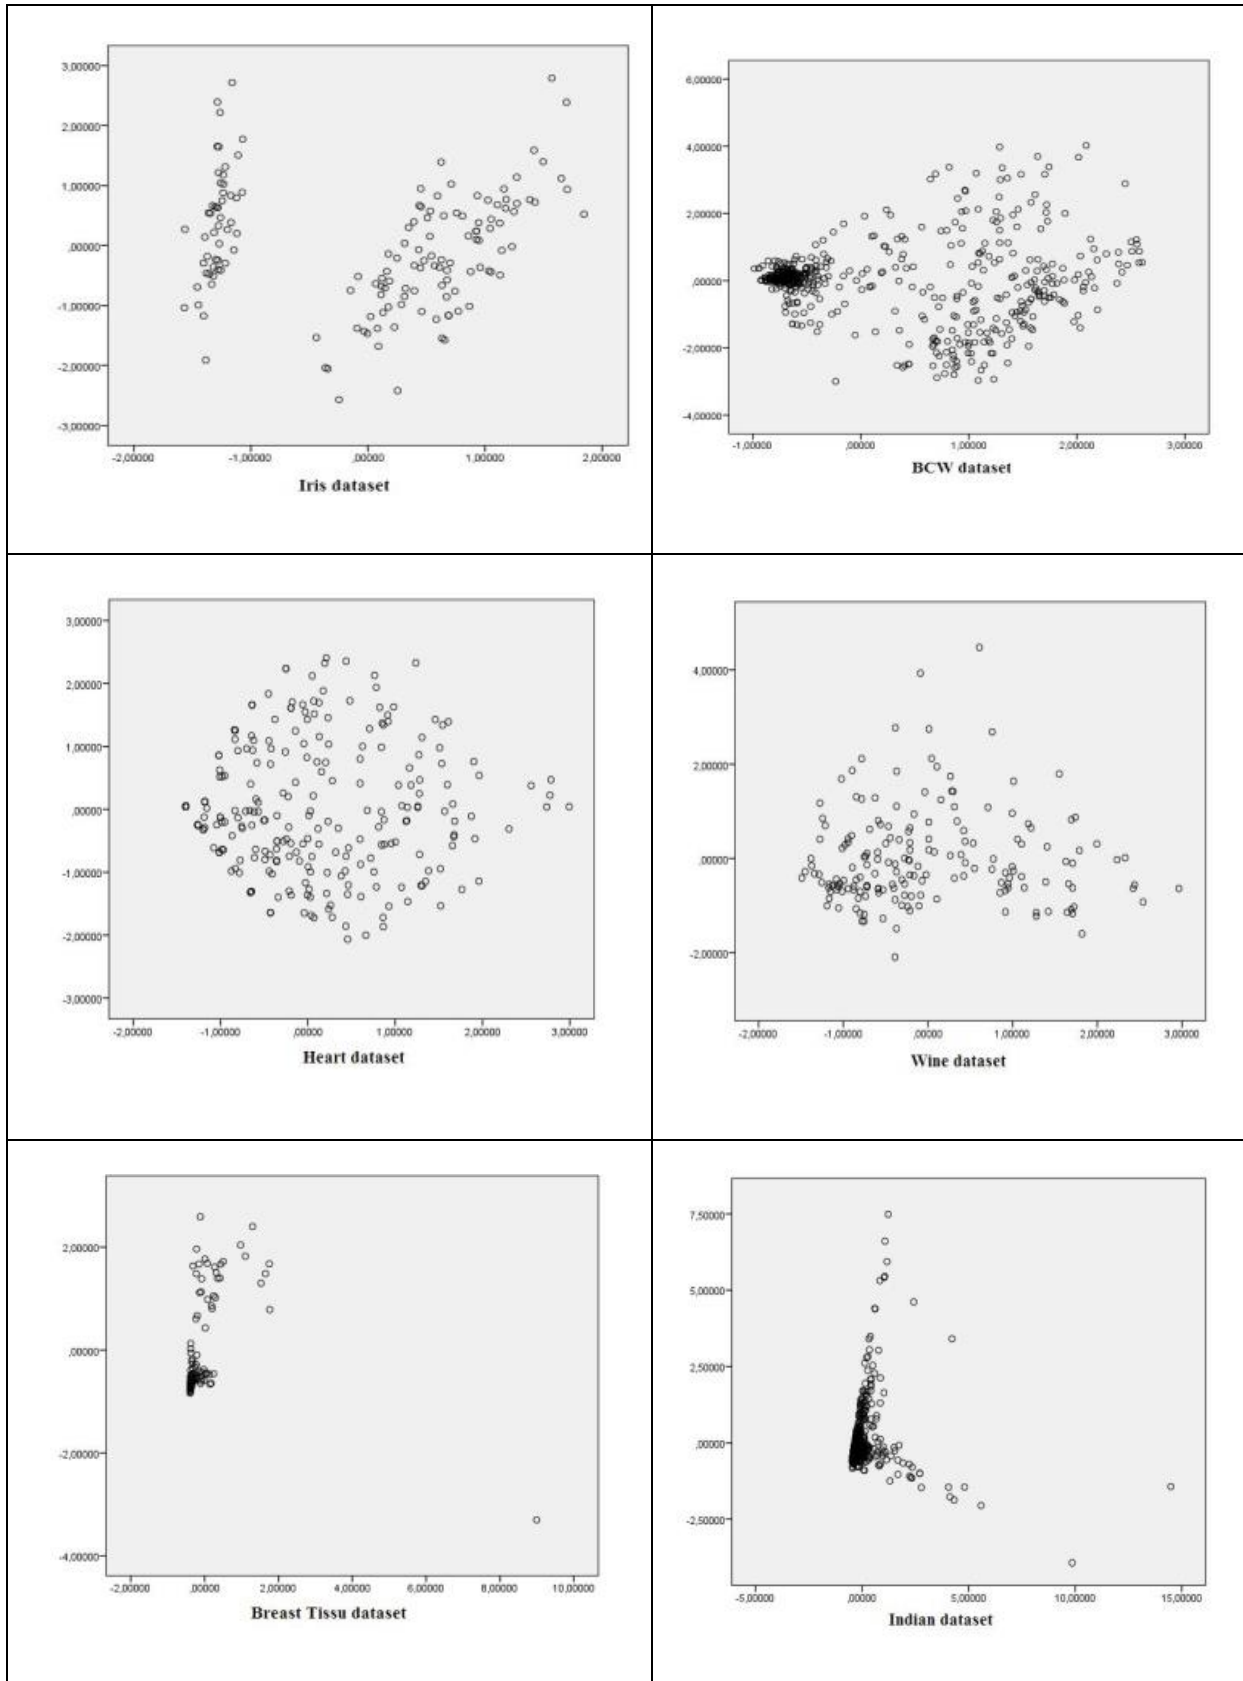 3,00000
2,00000
1,00000
,00000
-1,00000
-2,00000
-3,00000
-2,00000 -1,00000 ,00000 1,00000 2,00000
Iris dataset
6,00000
4,00000
2,00000
,00000
-2,00000
-4,00000
-1,00000 ,00000 1,00000 2,00000 3,00000
BCW dataset
3,00000
2,00000
1,00000
,00000
-1,00000
-2,00000
-3,00000
-2,00000 -1,00000 ,00000 1,00000 2,00000 3,00000
Heart dataset
4,00000
2,00000
,00000
-2,00000
-2,00000 -1,00000 ,00000 1,00000 2,00000 3,00000
Wine dataset
2,00000
,00000
-2,00000
-4,00000
-2,00000 ,00000 2,00000 4,00000 6,00000 8,00000 10,00000
Breast Tissu dataset
7,50000
5,00000
2,50000
,00000
-2,50000
-5,00000 ,00000 5,00000 10,00000 15,00000
Indian dataset